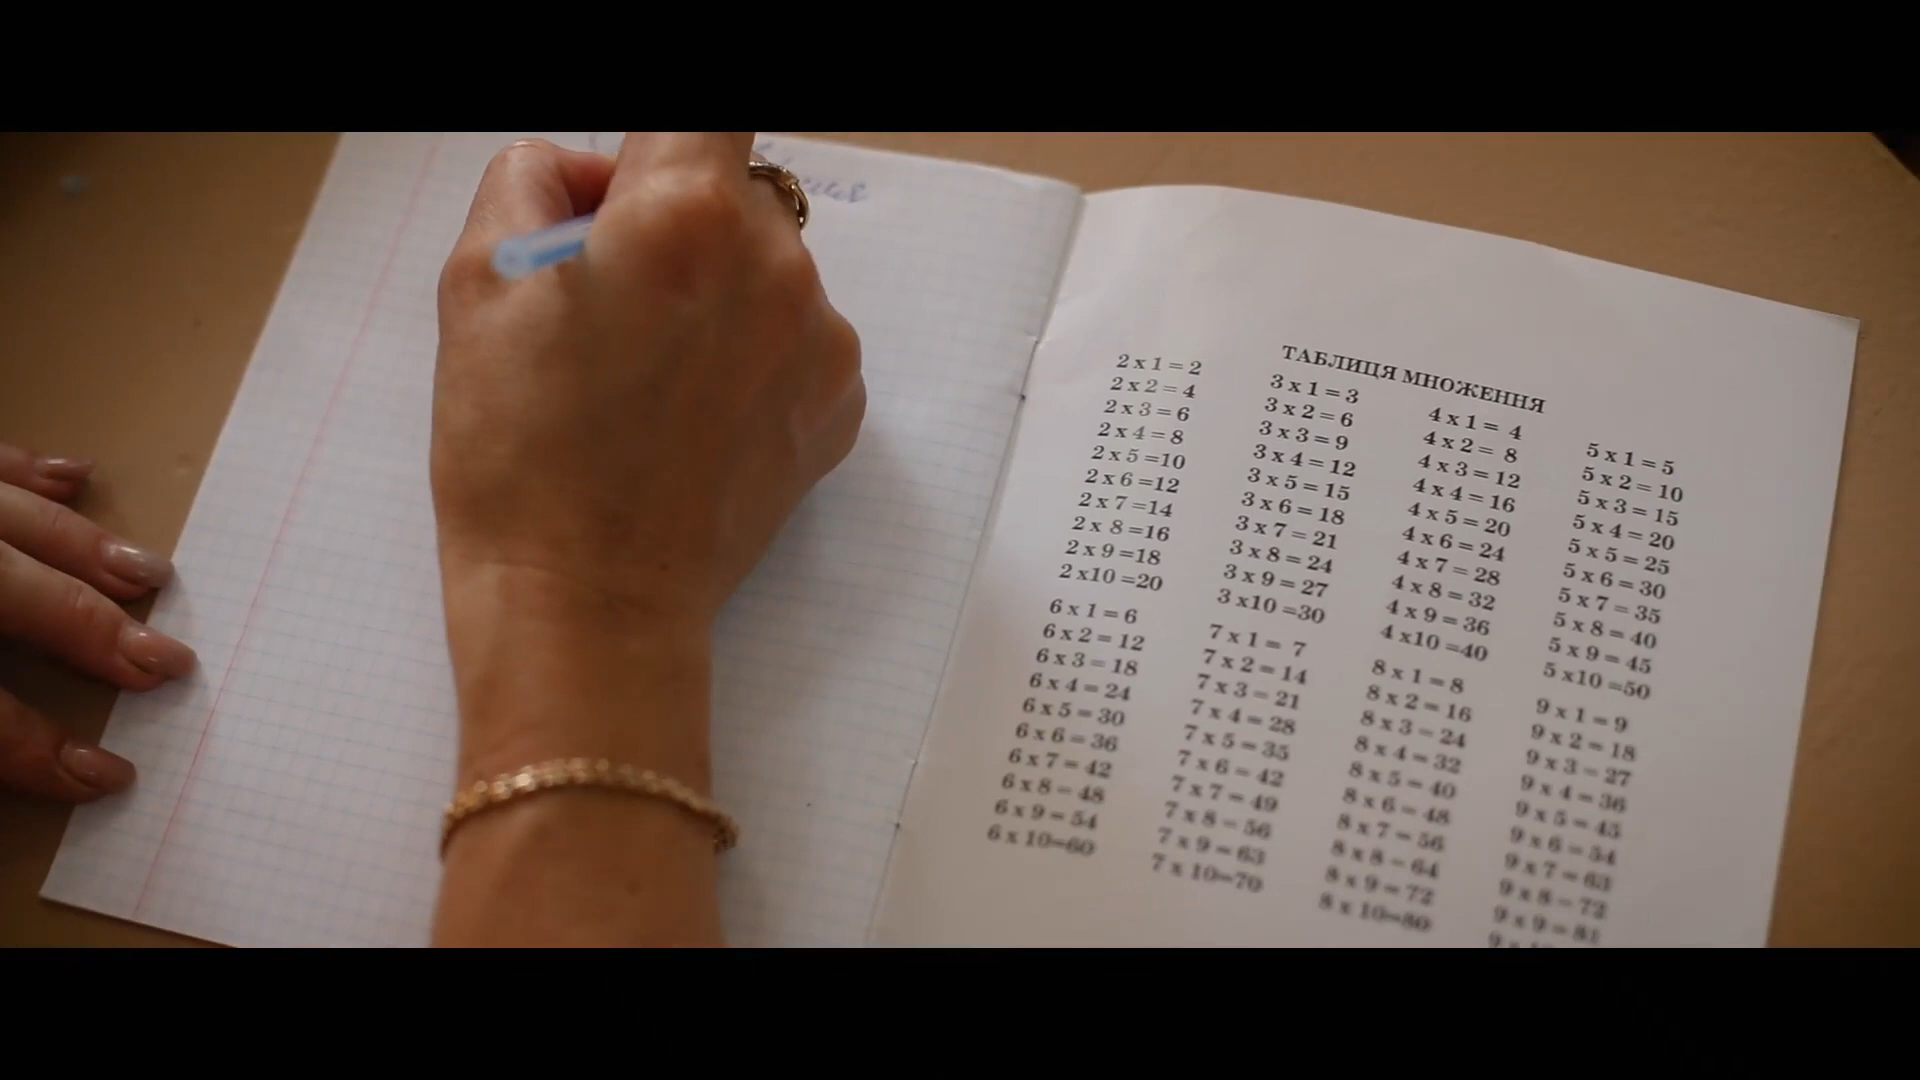 ТАБЛИЦЯ МНОЖЕННЯ
2 x 1 = 2
2 x 2 = 4
2 x 3 = 6
2 x 4 = 8
2 x 5 =10
2 x 6 =12
2 x 7 =14
2 x 8 =16
2 x 9 =18
2 x10 =20
3 x 1 = 3
3 x 2 = 6
3 x 3 = 9
3 x 4 = 12
3 x 5 = 15
3 x 6 = 18
3 x 7 = 21
3 x 8 = 24
3 x 9 = 27
3 x10 =30
4 x 1 = 4
4 x 2 = 8
4 x 3 = 12
4 x 4 = 16
4 x 5 = 20
4 x 6 = 24
4 x 7 = 28
4 x 8 = 32
4 x 9 = 36
4 x10 =40
5 x 1 = 5
5 x 2 = 10
5 x 3 = 15
5 x 4 = 20
5 x 5 = 25
5 x 6 = 30
5 x 7 = 35
5 x 8 = 40
5 x 9 = 45
5 x10 =50
6 x 1 = 6
6 x 2 = 12
6 x 3 = 18
6 x 4 = 24
6 x 5 = 30
6 x 6 = 36
6 x 7 = 42
6 x 8 = 48
6 x 9 = 54
6 x 10=60
7 x 1 = 7
7 x 2 = 14
7 x 3 = 21
7 x 4 = 28
7 x 5 = 35
7 x 6 = 42
7 x 7 = 49
7 x 8 = 56
7 x 9 = 63
7 x 10=70
8 x 1 = 8
8 x 2 = 16
8 x 3 = 24
8 x 4 = 32
8 x 5 = 40
8 x 6 = 48
8 x 7 = 56
8 x 8 = 64
8 x 9 = 72
8 x 10=80
9 x 1 = 9
9 x 2 = 18
9 x 3 = 27
9 x 4 = 36
9 x 5 = 45
9 x 6 = 54
9 x 7 = 63
9 x 8 = 72
9 x 9 = 81